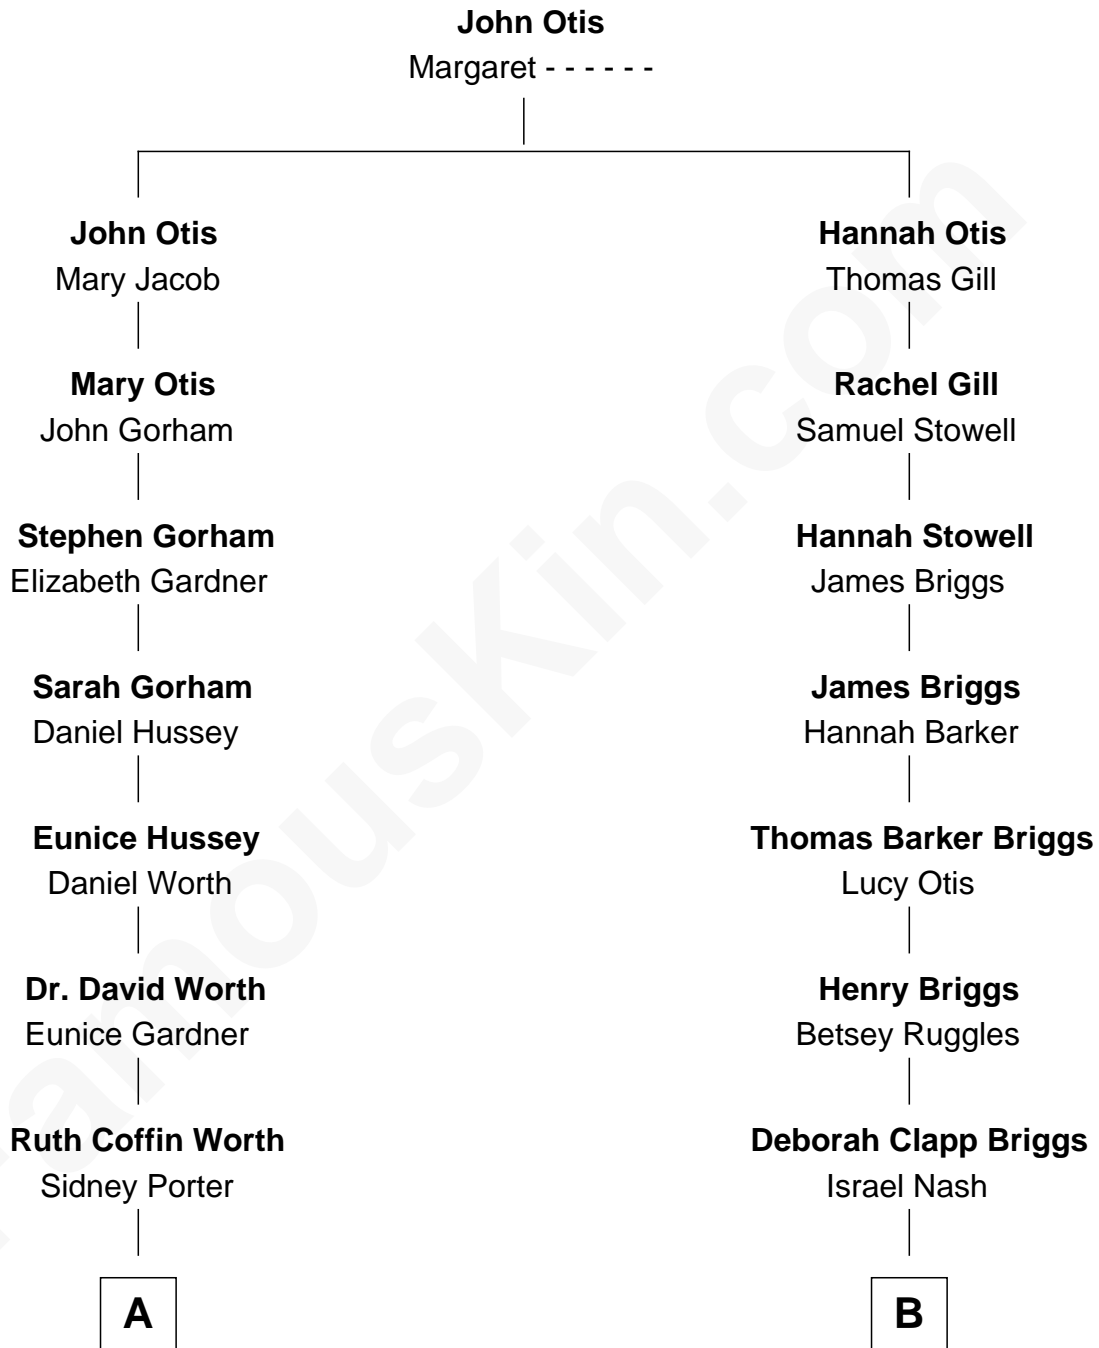 John Otis
Margaret - - - - - -
John Otis
Mary Jacob
Hannah Otis
Thomas Gill
Mary Otis
John Gorham
Rachel Gill
Samuel Stowell
Stephen Gorham
Elizabeth Gardner
Hannah Stowell
James Briggs
Sarah Gorham
Daniel Hussey
James Briggs
Hannah Barker
Eunice Hussey
Daniel Worth
Thomas Barker Briggs
Lucy Otis
Dr. David Worth
Eunice Gardner
Henry Briggs
Betsey Ruggles
Ruth Coffin Worth
Sidney Porter
Deborah Clapp Briggs
Israel Nash
A
B
FamousKin.com